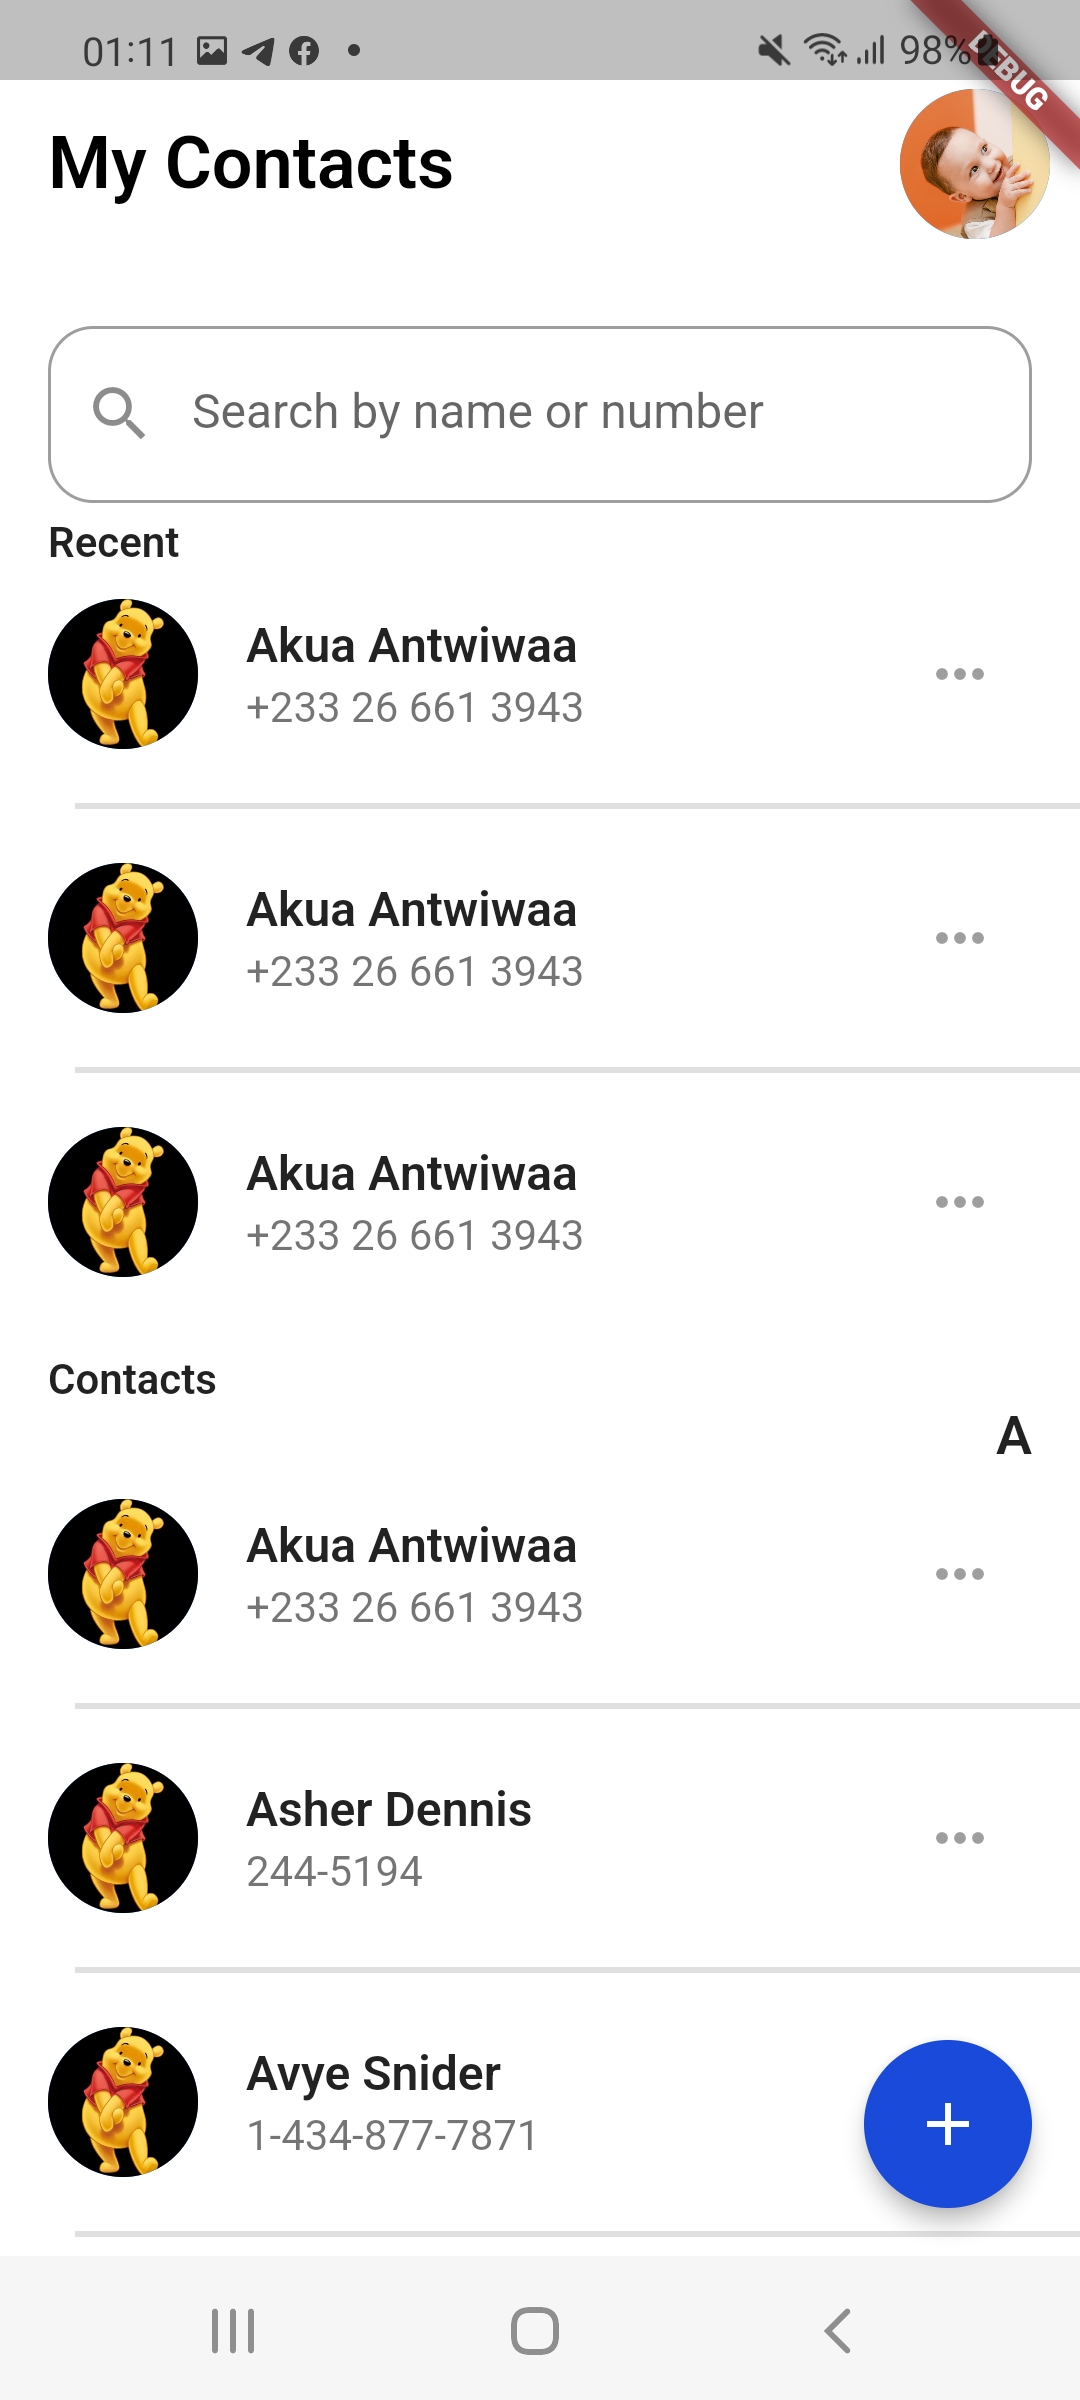 01:11 98%
DEBUG
My Contacts
Search by name or number
Recent
Akua Antwiwaa
+233 26 661 3943
Akua Antwiwaa
+233 26 661 3943
Akua Antwiwaa
+233 26 661 3943
Contacts
A
Akua Antwiwaa
+233 26 661 3943
Asher Dennis
244-5194
Avye Snider
1-434-877-7871